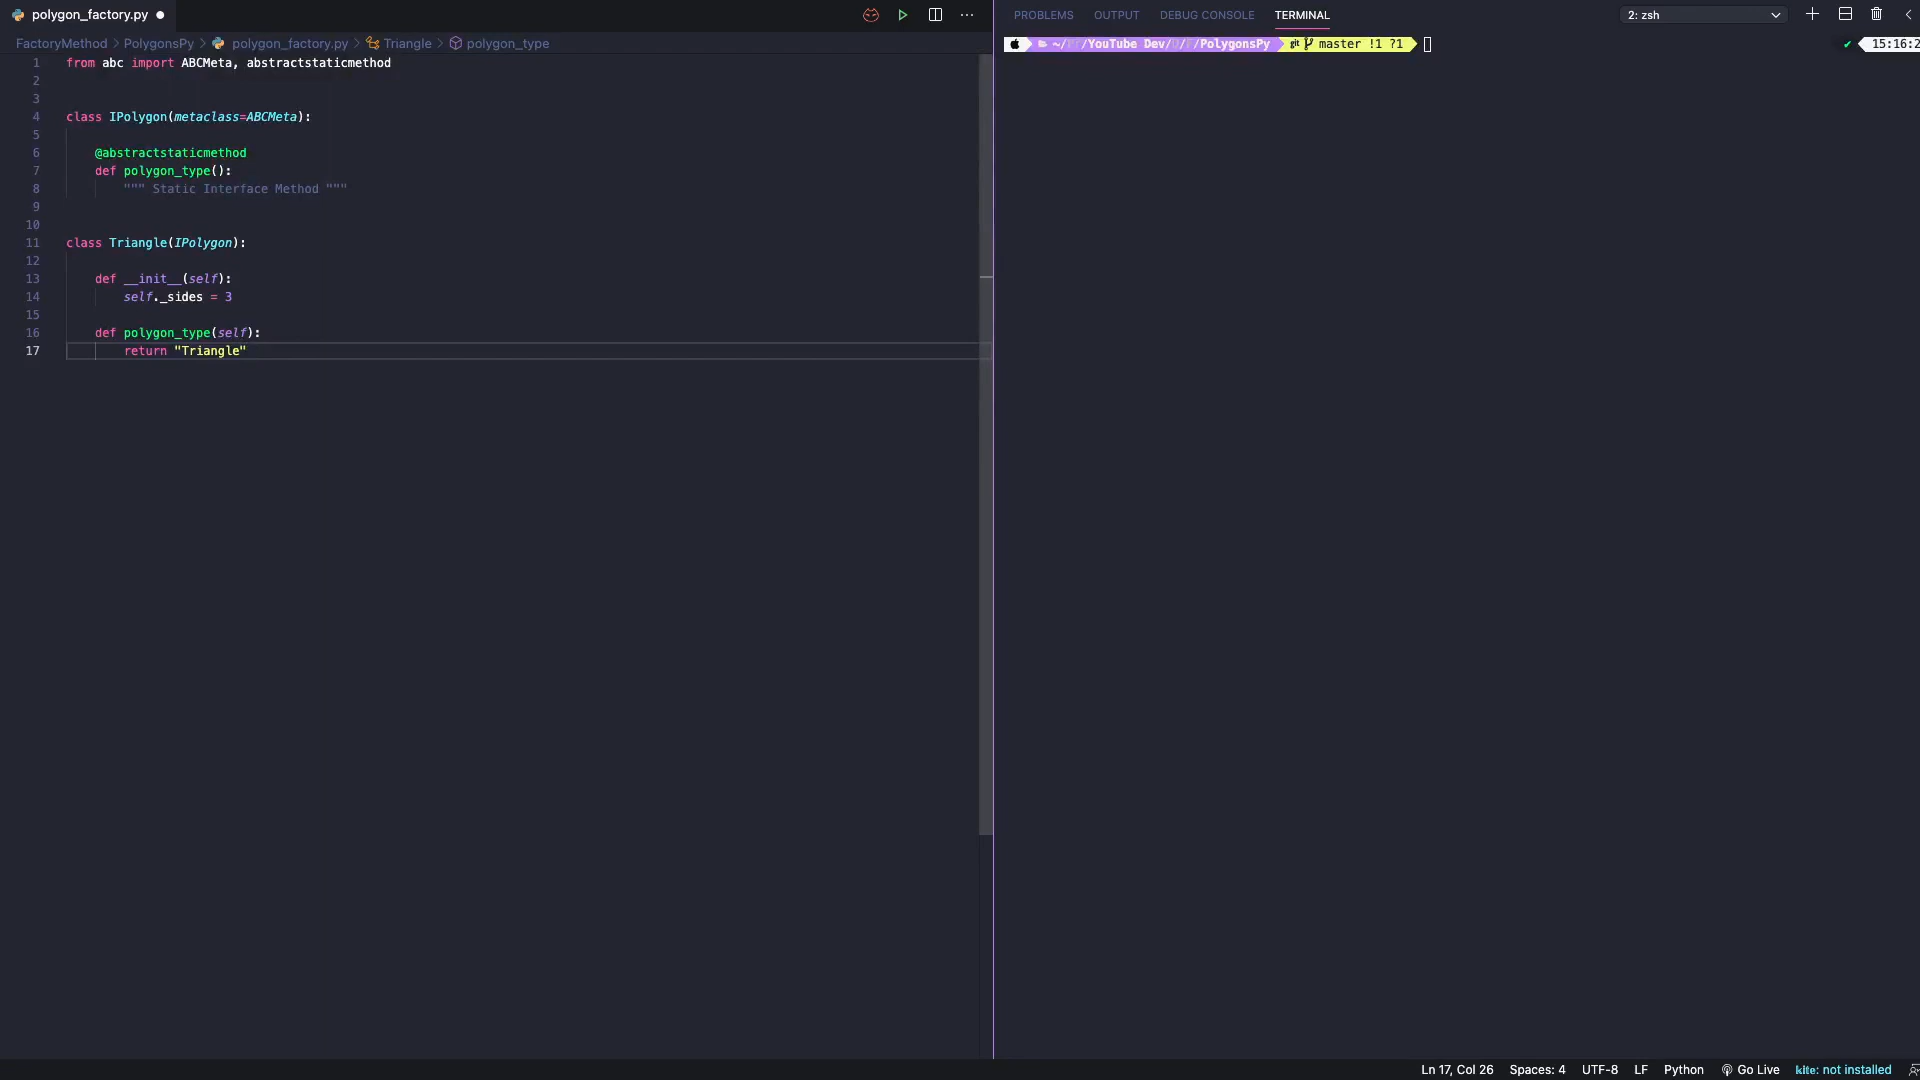 polygon_factory.py
FactoryMethod > PolygonsPy > polygon_factory.py > Triangle > polygon_type
1 from abc import ABCMeta, abstractstaticmethod
2
3
4 class IPolygon(metaclass=ABCMeta):
5
6     @abstractstaticmethod
7     def polygon_type():
8         """ Static Interface Method """
9
10
11 class Triangle(IPolygon):
12
13     def __init__(self):
14         self._sides = 3
15
16     def polygon_type(self):
17         return "Triangle"
PROBLEMS OUTPUT DEBUG CONSOLE TERMINAL 2: zsh
/YouTube Dev/ /PolygonsPy git master !1 ?1 ✔ 15:16:2
Ln 17, Col 26 Spaces: 4 UTF-8 LF Python Go Live kite: not installed